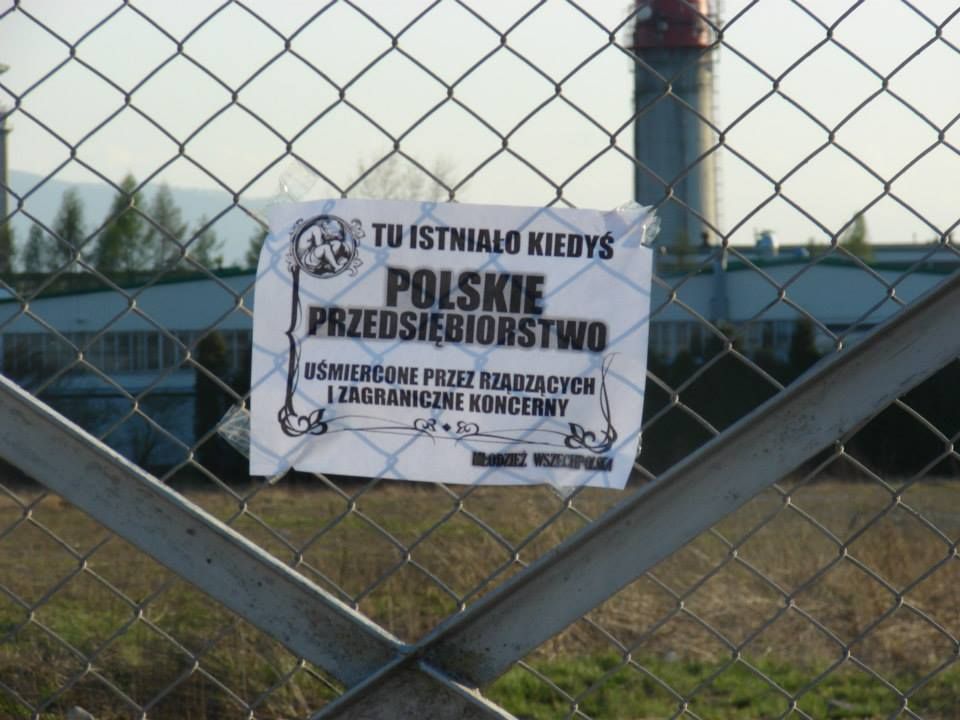 TU ISTNIAŁO KIEDYŚ
POLSKIE
PRZEDSIĘBIORSTWO
UŚMIERCONE PRZEZ RZĄDZĄCYCH
I ZAGRANICZNE KONCERNY
MŁODZIEŻ WSZECHPOLSKA